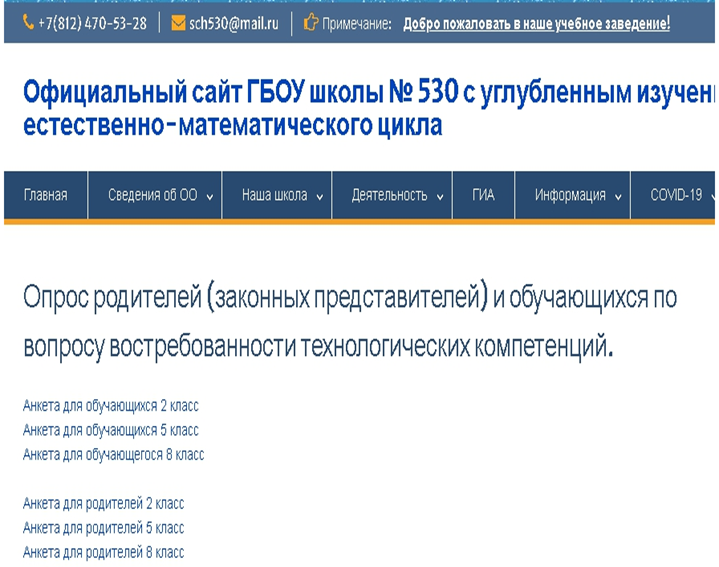 +7(812) 470-53-28 sch530@mail.ru Примечание: Добро пожаловать в наше учебное заведение!
Официальный сайт ГБОУ школы № 530 с углубленным изучени
естественно-математического цикла
Главная Сведения об ОО Наша школа Деятельность ГИА Информация COVID-19
Опрос родителей (законных представителей) и обучающихся по
вопросу востребованности технологических компетенций.
Анкета для обучающихся 2 класс
Анкета для обучающихся 5 класс
Анкета для обучающегося 8 класс
Анкета для родителей 2 класс
Анкета для родителей 5 класс
Анкета для родителей 8 класс